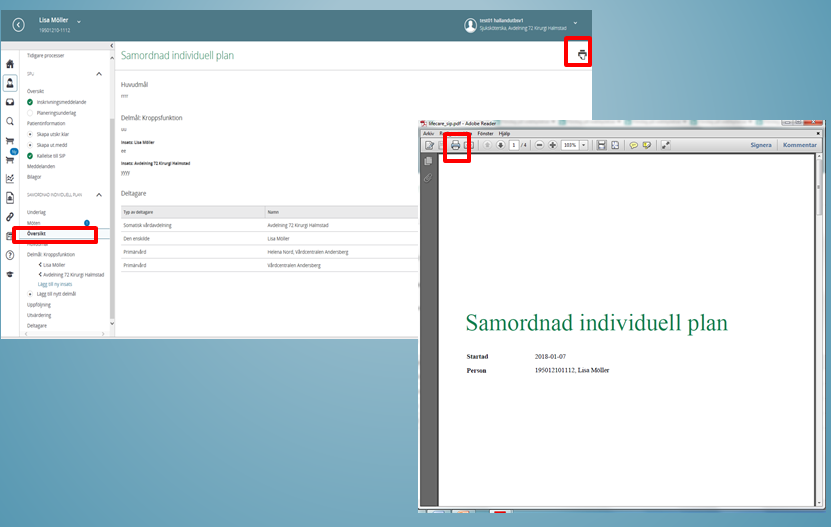 Lisa Möller
19501210-1112
test01 hallandutbnv1
Sjuksköterska, Avdelning 72 Kirurgi Halmstad
Tidigare processer
SPU
Översikt
Inskrivningsmeddelande
Planeringsunderlag
Patientinformation
Skapa utskr klar
Skapa ut medd
Kallelse till SIP
Meddelanden
Bilagor
SAMORDNAD INDIVIDUELL PLAN
Underlag
Möten
Översikt
Delmål: Kroppsfunktion
Lisa Möller
Avdelning 72 Kirurgi Halmstad
Lägg till ny insats
Lägg till nytt delmål
Uppföljning
Utvärdering
Deltagare
Samordnad individuell plan
Huvudmål
Delmål: Kroppsfunktion
uu
Insats: Lisa Möller
Insats: Avdelning 72 Kirurgi Halmstad
yyyy
Deltagare
Typ av deltagare Namn
Somatisk vårdavdelning Avdelning 72 Kirurgi Halmstad
Den enskilde Lisa Möller
Primärvård Helena Nord, Vårdcentralen Andersberg
Primärvård Vårdcentralen Andersberg
lifecare_sip.pdf - Adobe Reader
Arkiv Fönster Hjälp
1 / 4 103% Signera Kommentar
Samordnad individuell plan
Startad 2018-01-07
Person 195012101112, Lisa Möller